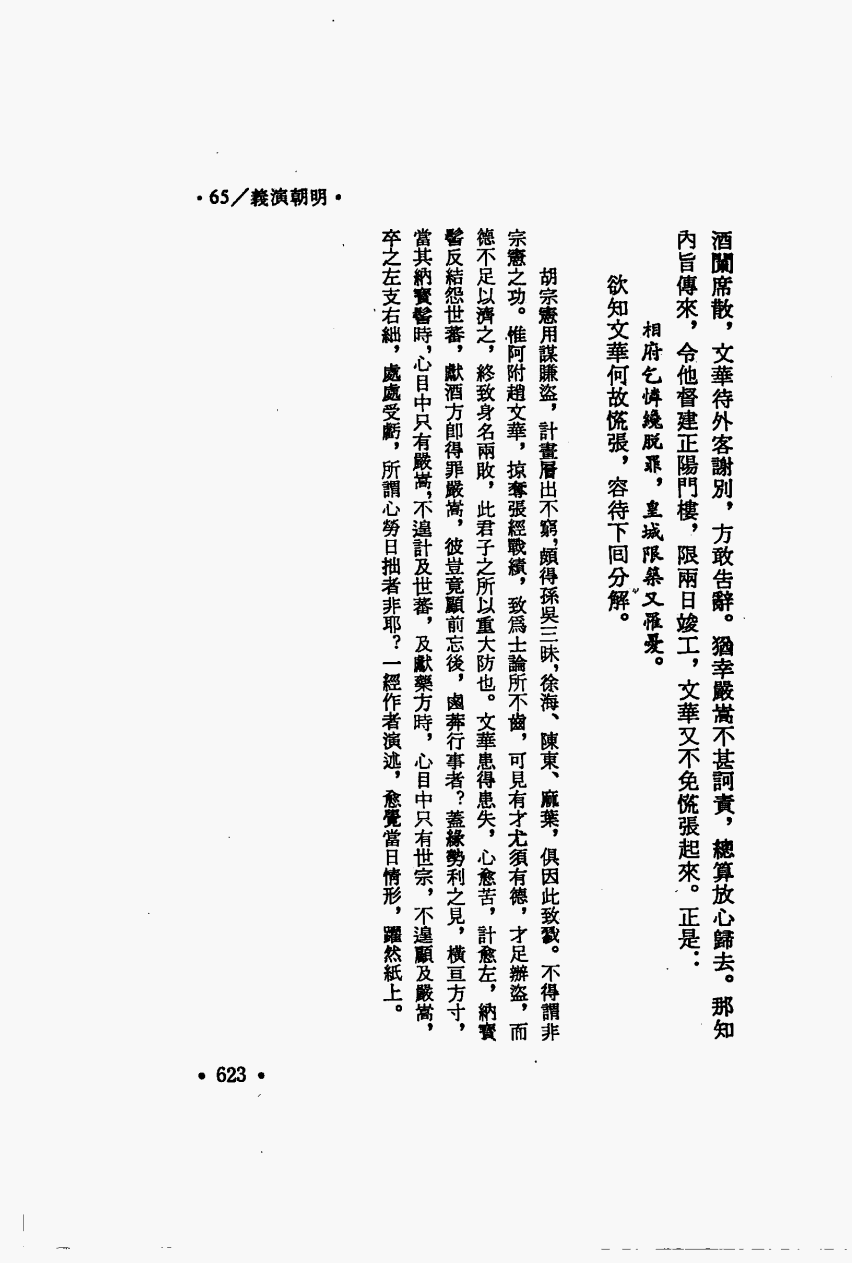 ·65／義演朝明·
酒闌席散，文華待外客謝別，方敢告辭。猶幸嚴嵩不甚訶責，總算放心歸去。那知
內旨傳來，令他督建正陽門樓，限兩日竣工，文華又不免慌張起來。正是：
相府乞憐纔脫罪，皇城限築又罹憂。
欲知文華何故慌張，容待下回分解。
胡宗憲用謀賺盜，計畫層出不窮，頗得孫吳三昧，徐海、陳東、麻葉，俱因此致戮。不得謂非
宗憲之功。惟阿附趙文華，掠奪張經戰績，致爲士論所不齒，可見有才尤須有德，才足辦盜，而
德不足以濟之，終致身名兩敗，此君子之所以重大防也。文華患得患失，心愈苦，計愈左，納寶
髻反結怨世蕃，獻酒方卽得罪嚴嵩，彼豈竟顧前忘後，鹵莽行事者？蓋緣勢利之見，橫亘方寸，
當其納寶髻時，心目中只有嚴嵩，不遑計及世蕃，及獻藥方時，心目中只有世宗，不遑顧及嚴嵩，
卒之左支右絀，處處受虧，所謂心勞日拙者非耶？一經作者演述，愈覺當日情形，躍然紙上。
·623·